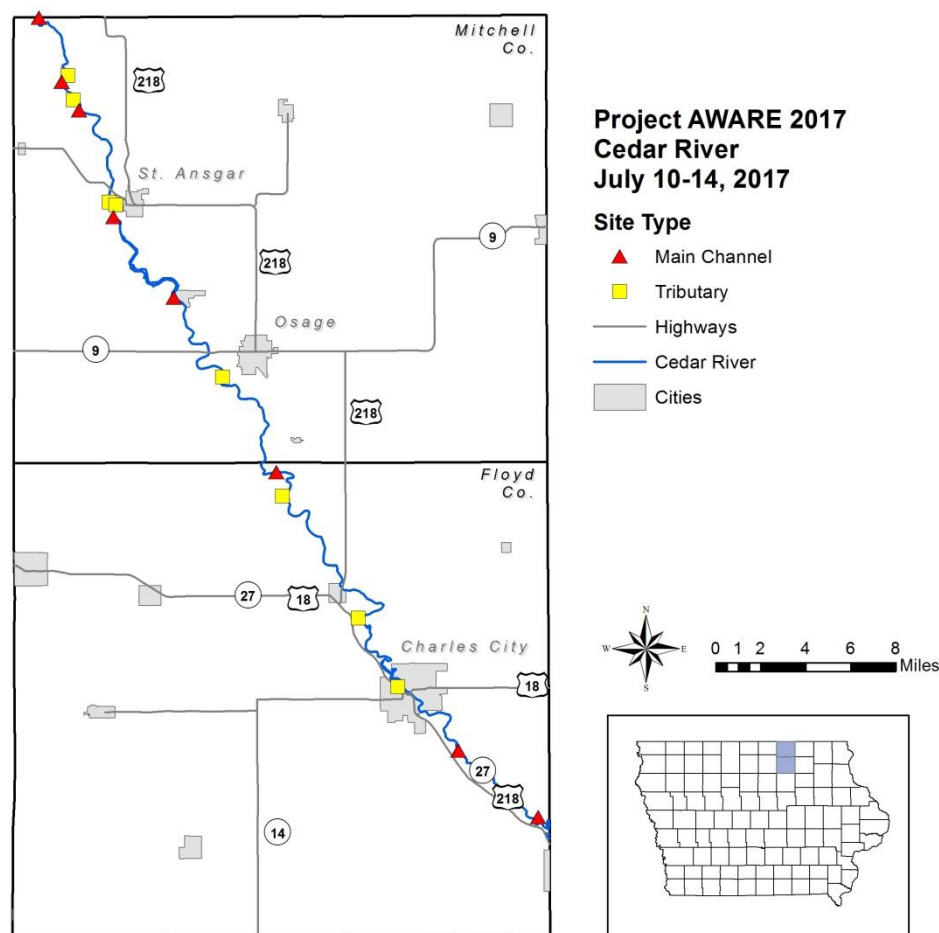 Mitchell
Co.
218
St. Ansgar
9
218
Osage
9
218
Floyd
Co.
27
18
Charles City
18
27
218
14
Project AWARE 2017
Cedar River
July 10-14, 2017
Site Type
Main Channel
Tributary
Highways
Cedar River
Cities
N
W E
S
0 1 2 4 6 8
Miles